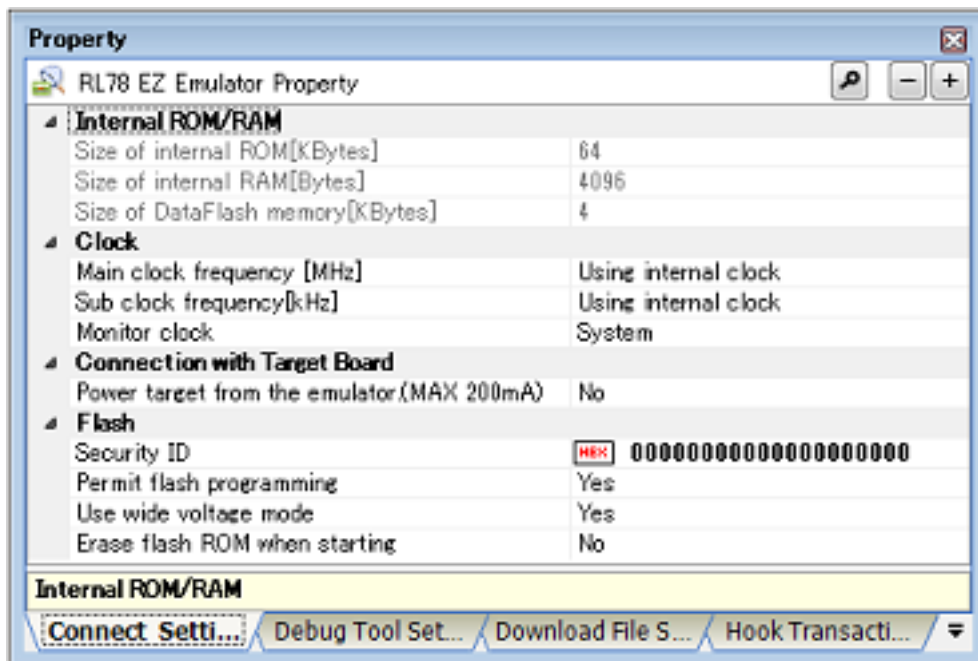 Property
RL78 EZ Emulator Property
Internal ROM/RAM
Size of internal ROM[KBytes] 64
Size of internal RAM[Bytes] 4096
Size of DataFlash memory[KBytes] 4
Clock
Main clock frequency [MHz] Using internal clock
Sub clock frequency[kHz] Using internal clock
Monitor clock System
Connection with Target Board
Power target from the emulator.(MAX 200mA) No
Flash
Security ID HEX 00000000000000000000
Permit flash programming Yes
Use wide voltage mode Yes
Erase flash ROM when starting No
Internal ROM/RAM
Connect Setti... Debug Tool Set... Download File S... Hook Transacti...